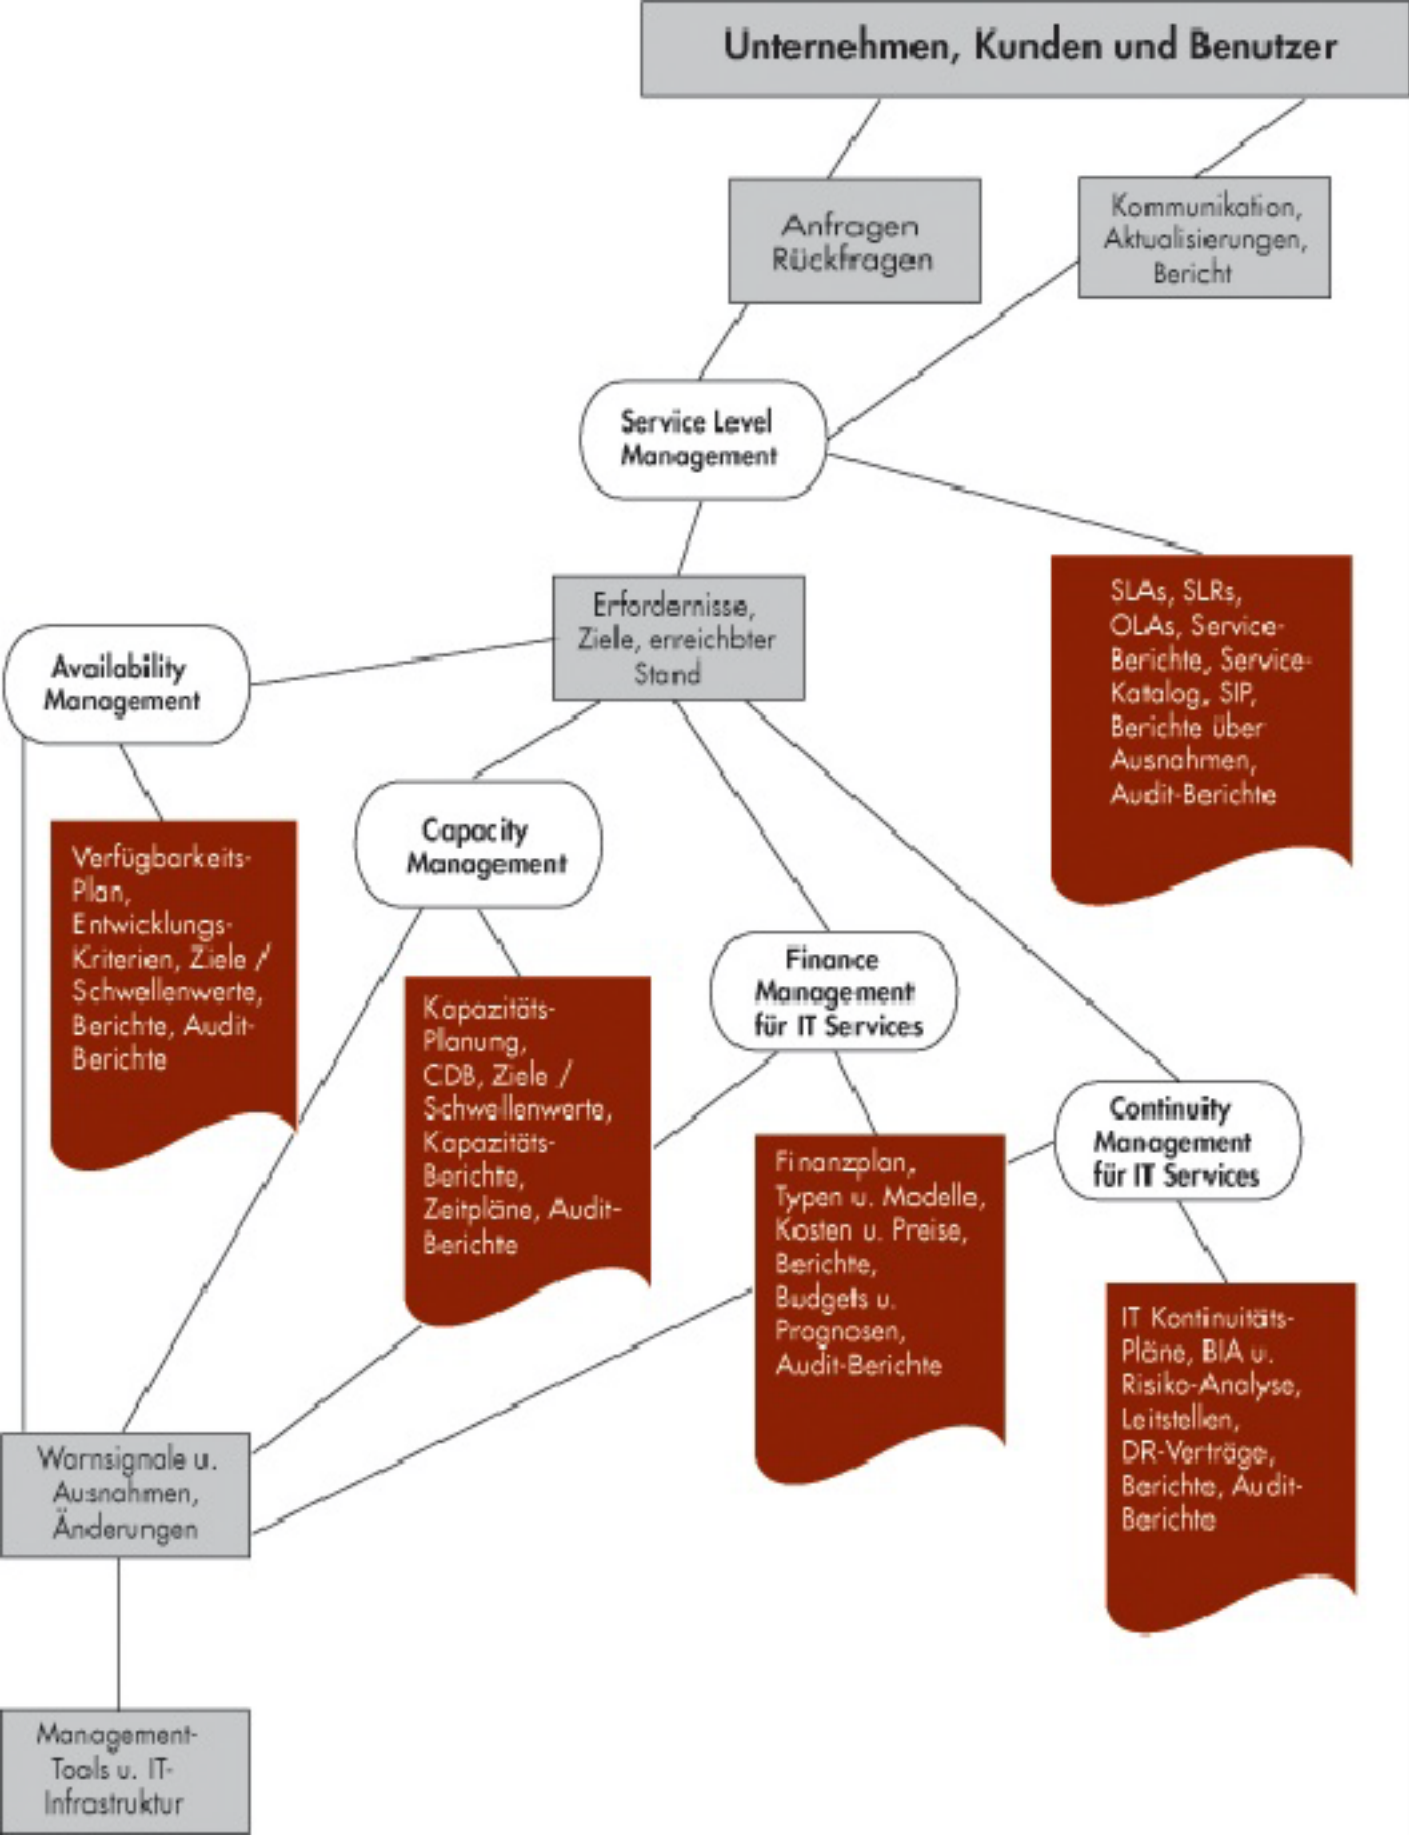 Unternehmen, Kunden und Benutzer
Anfragen
Rückfragen
Kommunikation,
Aktualisierungen,
Bericht
Service Level
Management
Erfordernisse,
Ziele, erreichbter
Stand
SLAs, SLRs,
OLAs, Service-
Berichte, Service-
Katalog, SIP,
Berichte über
Ausnahmen,
Audit-Berichte
Availability
Management
Verfügbarkeits-
Plan,
Entwicklungs-
Kriterien, Ziele /
Schwellenwerte,
Berichte, Audit-
Berichte
Capacity
Management
Kapazitäts-
Planung,
CDB, Ziele /
Schwellenwerte,
Kapazitäts-
Berichte,
Zeitpläne, Audit-
Berichte
Finance
Management
für IT Services
Finanzplan,
Typen u. Modelle,
Kosten u. Preise,
Berichte,
Budgets u.
Prognosen,
Audit-Berichte
Continuity
Management
für IT Services
IT Kontinuitäts-
Pläne, BIA u.
Risiko-Analyse,
Leitstellen,
DR-Verträge,
Berichte, Audit-
Berichte
Warnsignale u.
Ausnahmen,
Änderungen
Management-
Tools u. IT-
Infrastruktur